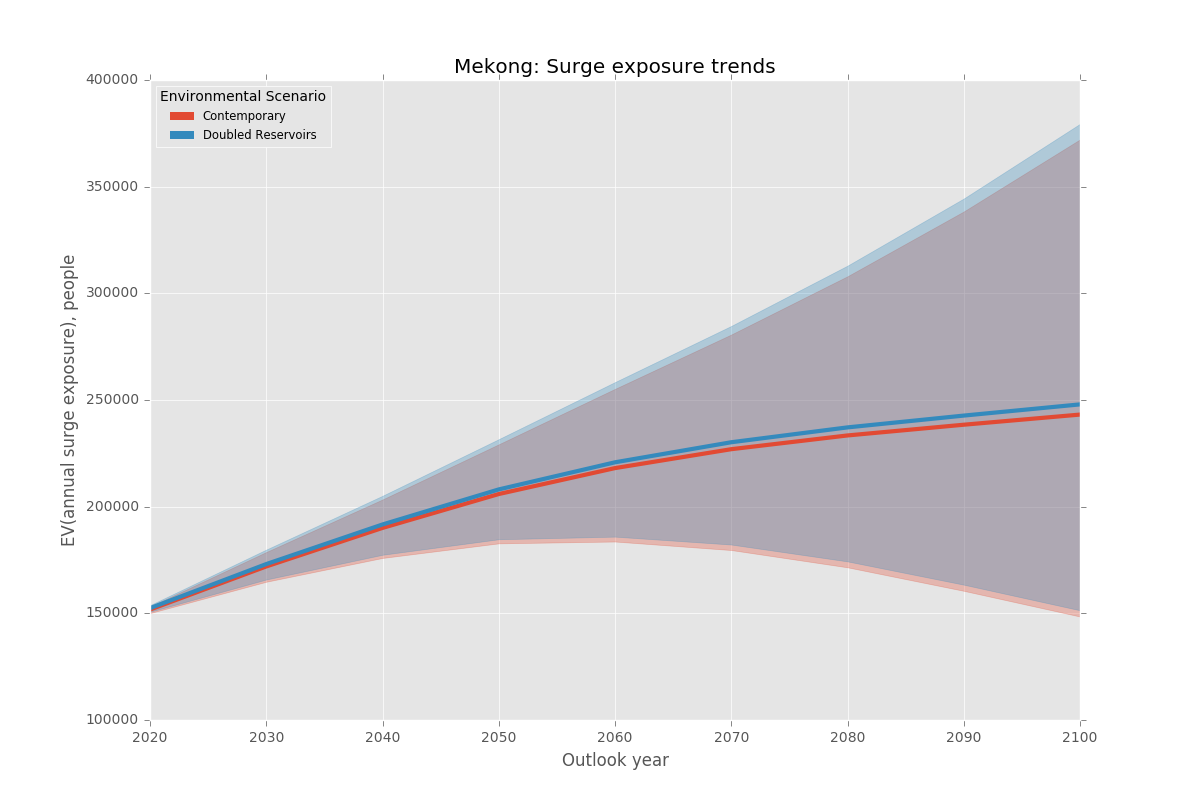 Mekong: Surge exposure trends
400000
350000
300000
250000
200000
150000
100000
EV(annual surge exposure), people
Environmental Scenario
Contemporary
Doubled Reservoirs
2020 2030 2040 2050 2060 2070 2080 2090 2100
Outlook year